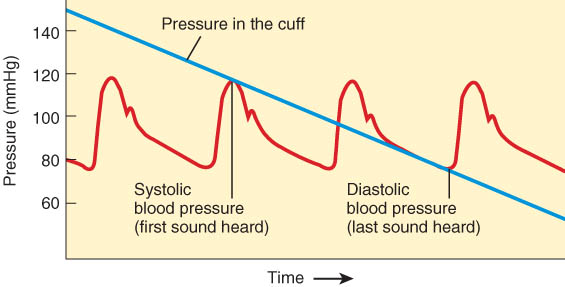 Pressure in the cuff
Pressure (mmHg)
140
120
100
80
60
Systolic
blood pressure
(first sound heard)
Diastolic
blood pressure
(last sound heard)
Time